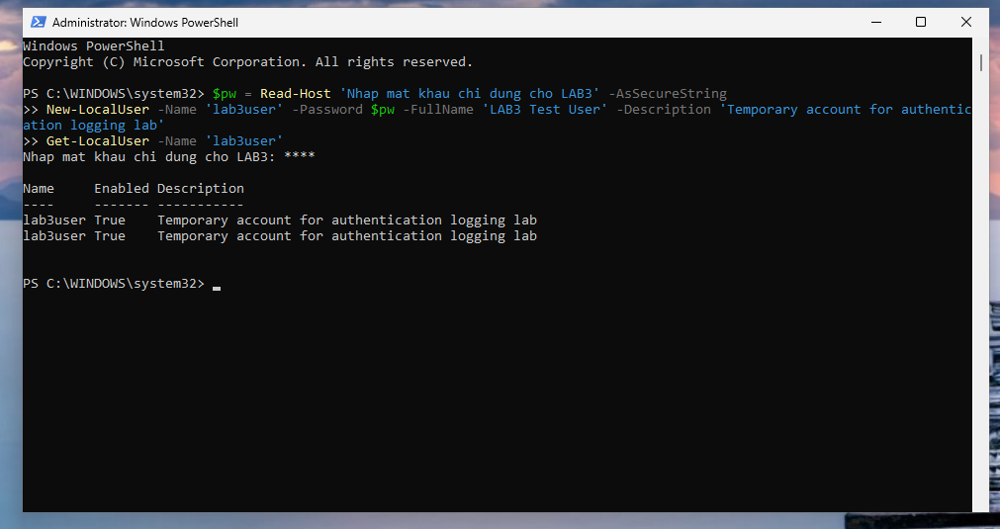 Administrator: Windows PowerShell
Windows PowerShell
Copyright (C) Microsoft Corporation. All rights reserved.
PS C:\WINDOWS\system32> $pw = Read-Host 'Nhap mat khau chi dung cho LAB3' -AsSecureString
>> New-LocalUser -Name 'lab3user' -Password $pw -FullName 'LAB3 Test User' -Description 'Temporary account for authentic
ation logging lab'
>> Get-LocalUser -Name 'lab3user'
Nhap mat khau chi dung cho LAB3: ****
Name     Enabled Description
----     ------- -----------
lab3user True    Temporary account for authentication logging lab
lab3user True    Temporary account for authentication logging lab
PS C:\WINDOWS\system32>